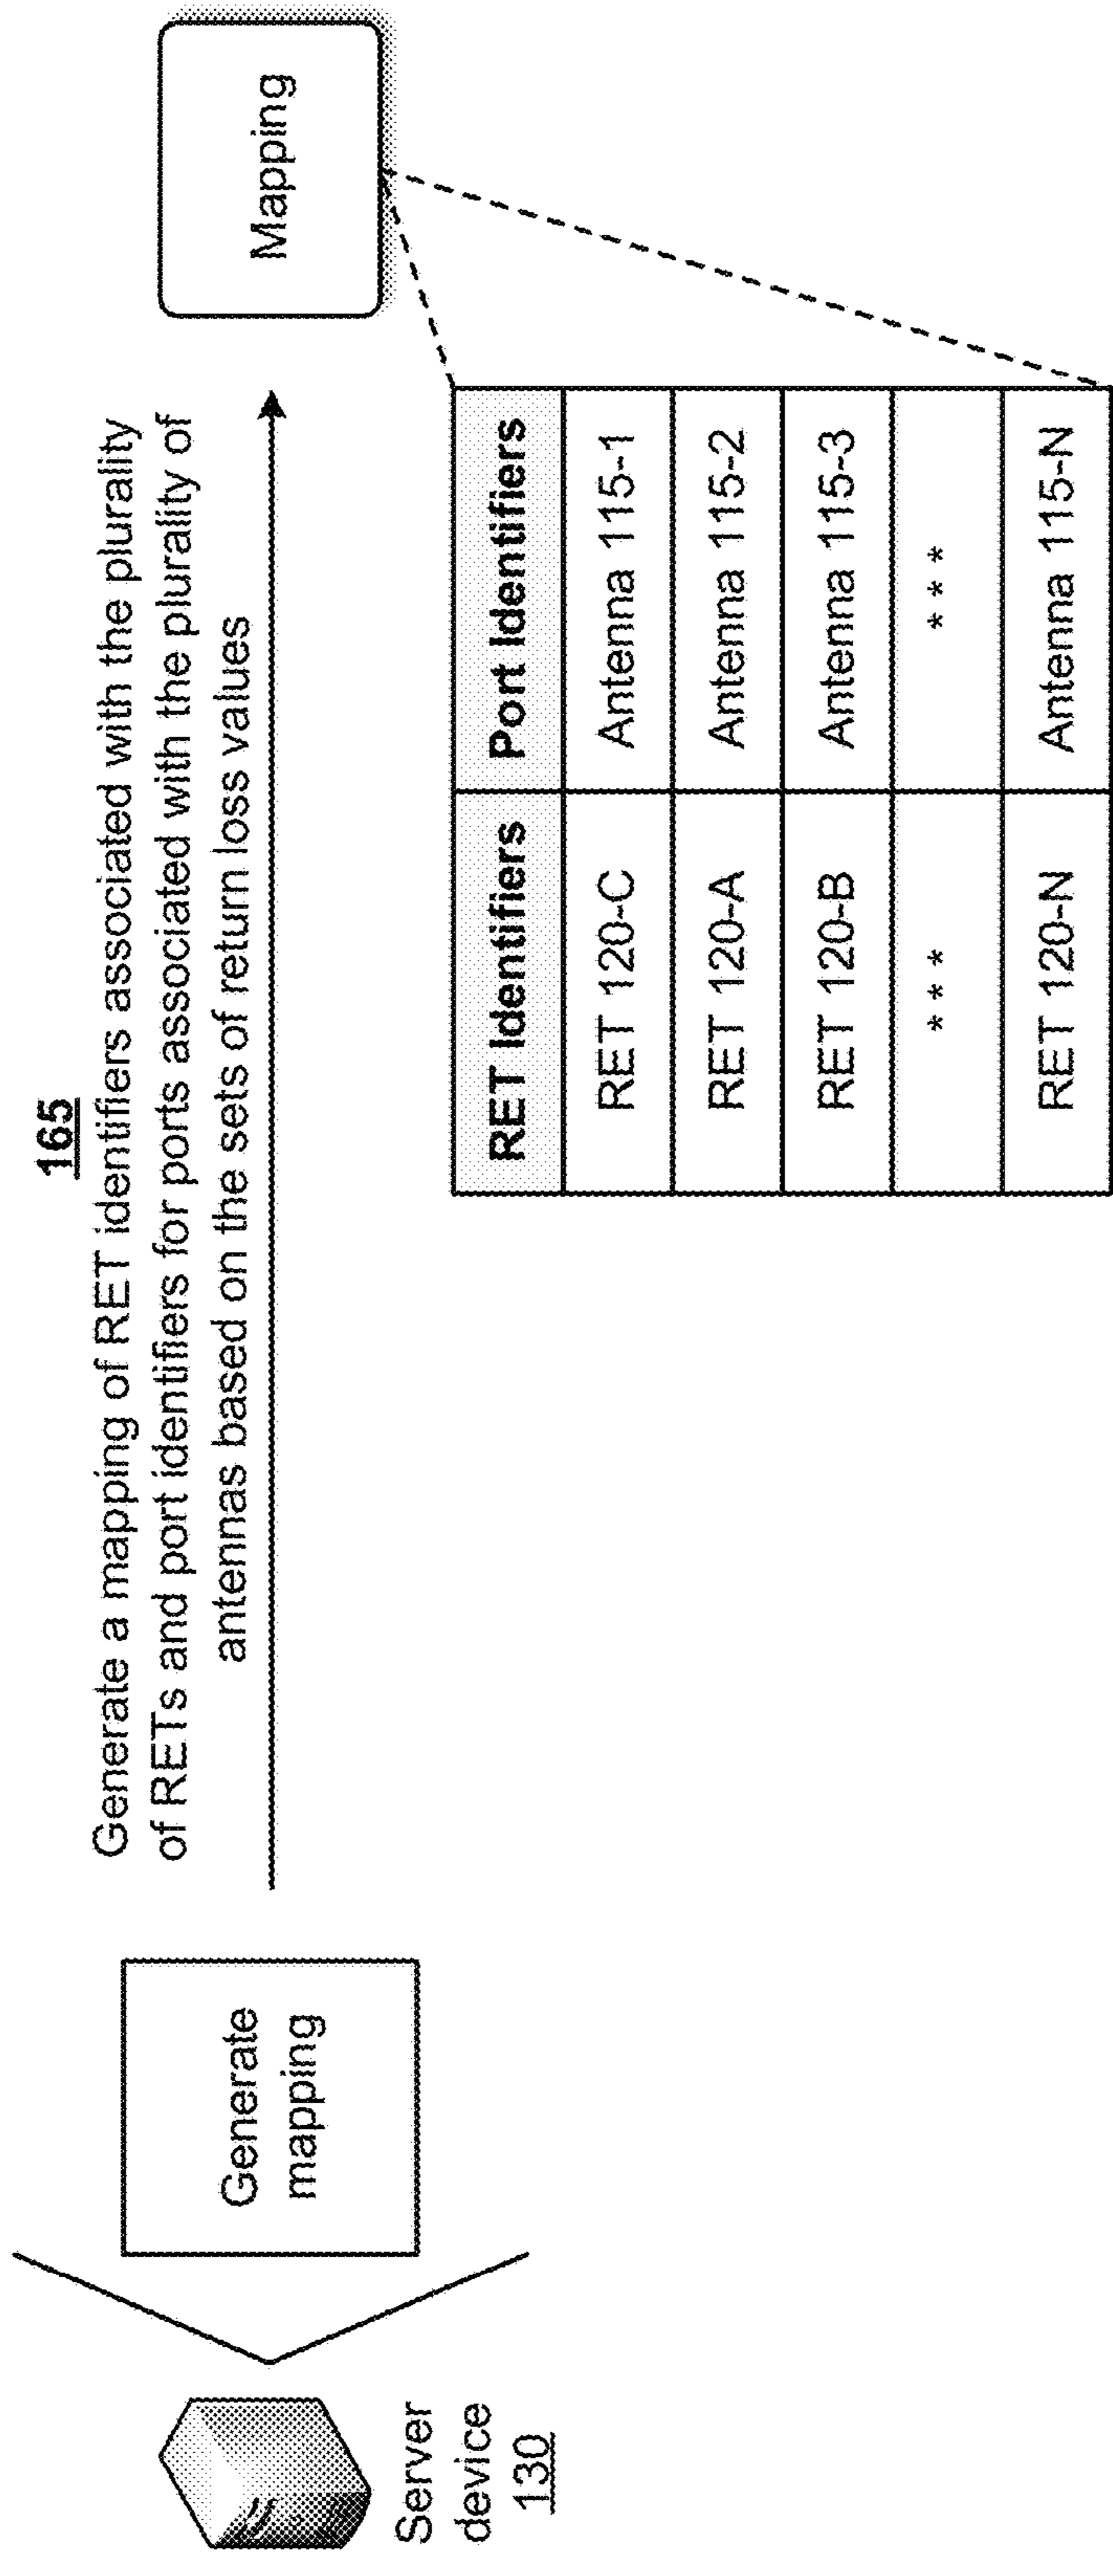 165
Generate a mapping of RET identifiers associated with the plurality
of RETs and port identifiers for ports associated with the plurality of
antennas based on the sets of return loss values
Generate
mapping
Mapping
Server
device
130
RET Identifiers Port Identifiers
RET 120-C Antenna 115-1
RET 120-A Antenna 115-2
RET 120-B Antenna 115-3
*** ***
RET 120-N Antenna 115-N